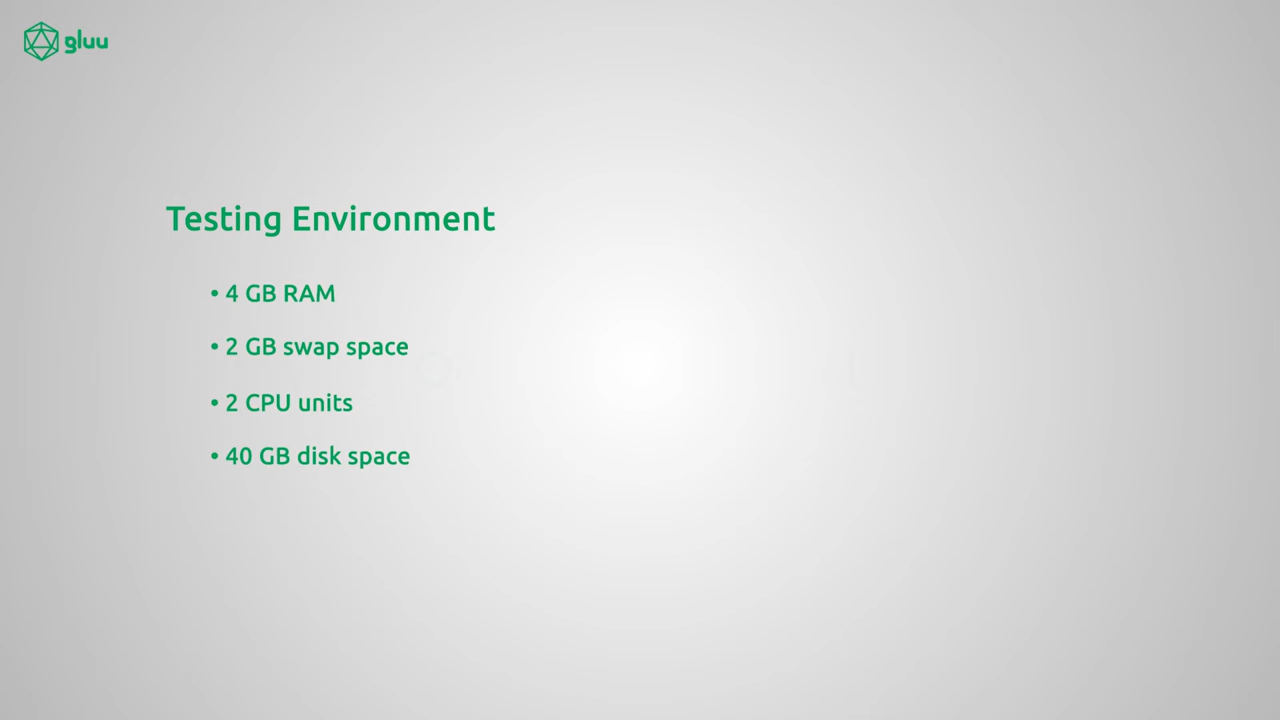 gluu
Testing Environment
• 4 GB RAM
• 2 GB swap space
• 2 CPU units
• 40 GB disk space